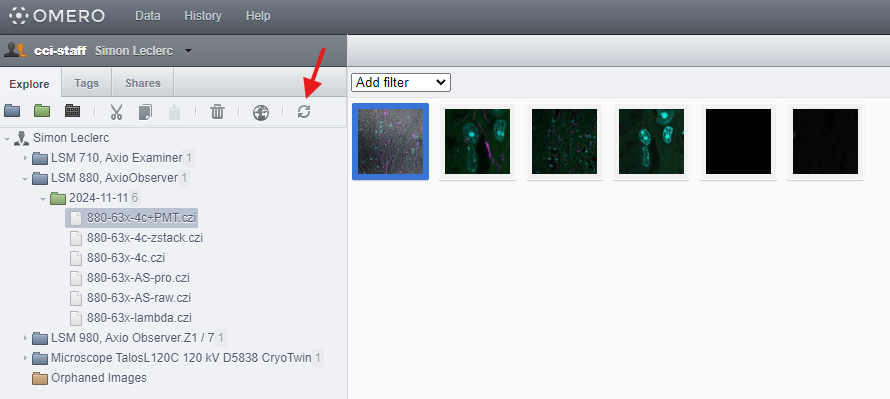 OMERO Data History Help
cci-staff Simon Leclerc
Explore Tags Shares
Add filter
Simon Leclerc
LSM 710, Axio Examiner 1
LSM 880, AxioObserver 1
2024-11-11 6
880-63x-4c+PMT.czi
880-63x-4c-zstack.czi
880-63x-4c.czi
880-63x-AS-pro.czi
880-63x-AS-raw.czi
880-63x-lambda.czi
LSM 980, Axio Observer.Z1 / 7 1
Microscope TalosL120C 120 kV D5838 CryoTwin 1
Orphaned Images